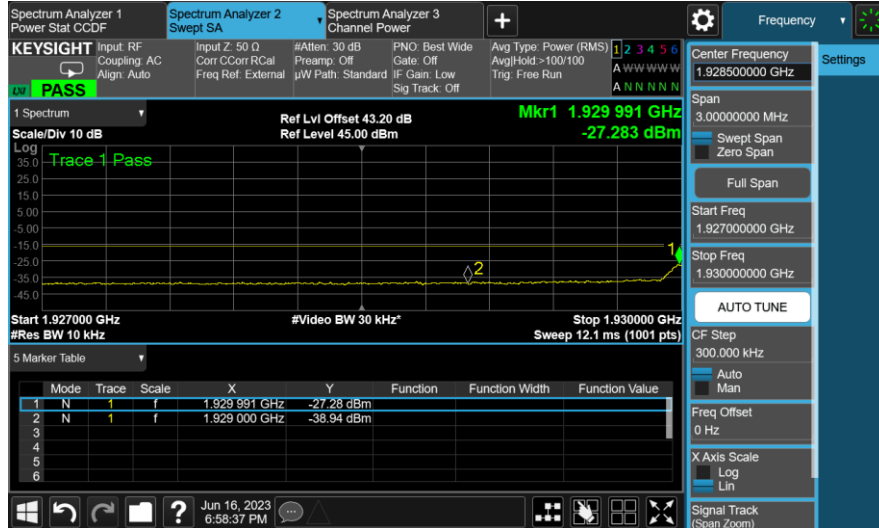 Spectrum Analyzer 1
Power Stat CCDF
Spectrum Analyzer 2
Swept SA
Spectrum Analyzer 3
Channel Power
Frequency
KEYSIGHT
PASS
Input: RF
Coupling: AC
Align: Auto
Input Z: 50 Ω
Corr CCorr RCal
Freq Ref: External
#Atten: 30 dB
Preamp: Off
µW Path: Standard
PNO: Best Wide
Gate: Off
IF Gain: Low
Sig Track: Off
Avg Type: Power (RMS)
Avg|Hold:>100/100
Trig: Free Run
1 2 3 4 5 6
A W W W W W
A N N N N N
1 Spectrum
Scale/Div 10 dB
Ref Lvl Offset 43.20 dB
Ref Level 45.00 dBm
Mkr1 1.929 991 GHz
-27.283 dBm
Log
Trace 1 Pass
35.0
25.0
15.0
5.00
-5.00
-15.0
-25.0
-35.0
-45.0
1
2
Start 1.927000 GHz
#Res BW 10 kHz
#Video BW 30 kHz*
Stop 1.930000 GHz
Sweep 12.1 ms (1001 pts)
5 Marker Table
Mode Trace Scale X Y Function Function Width Function Value
1 N 1 f 1.929 991 GHz -27.28 dBm
2 N 1 f 1.929 000 GHz -38.94 dBm
3
4
5
6
Jun 16, 2023
6:58:37 PM
Center Frequency
1.928500000 GHz
Settings
Span
3.00000000 MHz
Swept Span
Zero Span
Full Span
Start Freq
1.927000000 GHz
Stop Freq
1.930000000 GHz
AUTO TUNE
CF Step
300.000 kHz
Auto
Man
Freq Offset
0 Hz
X Axis Scale
Log
Lin
Signal Track
(Span Zoom)